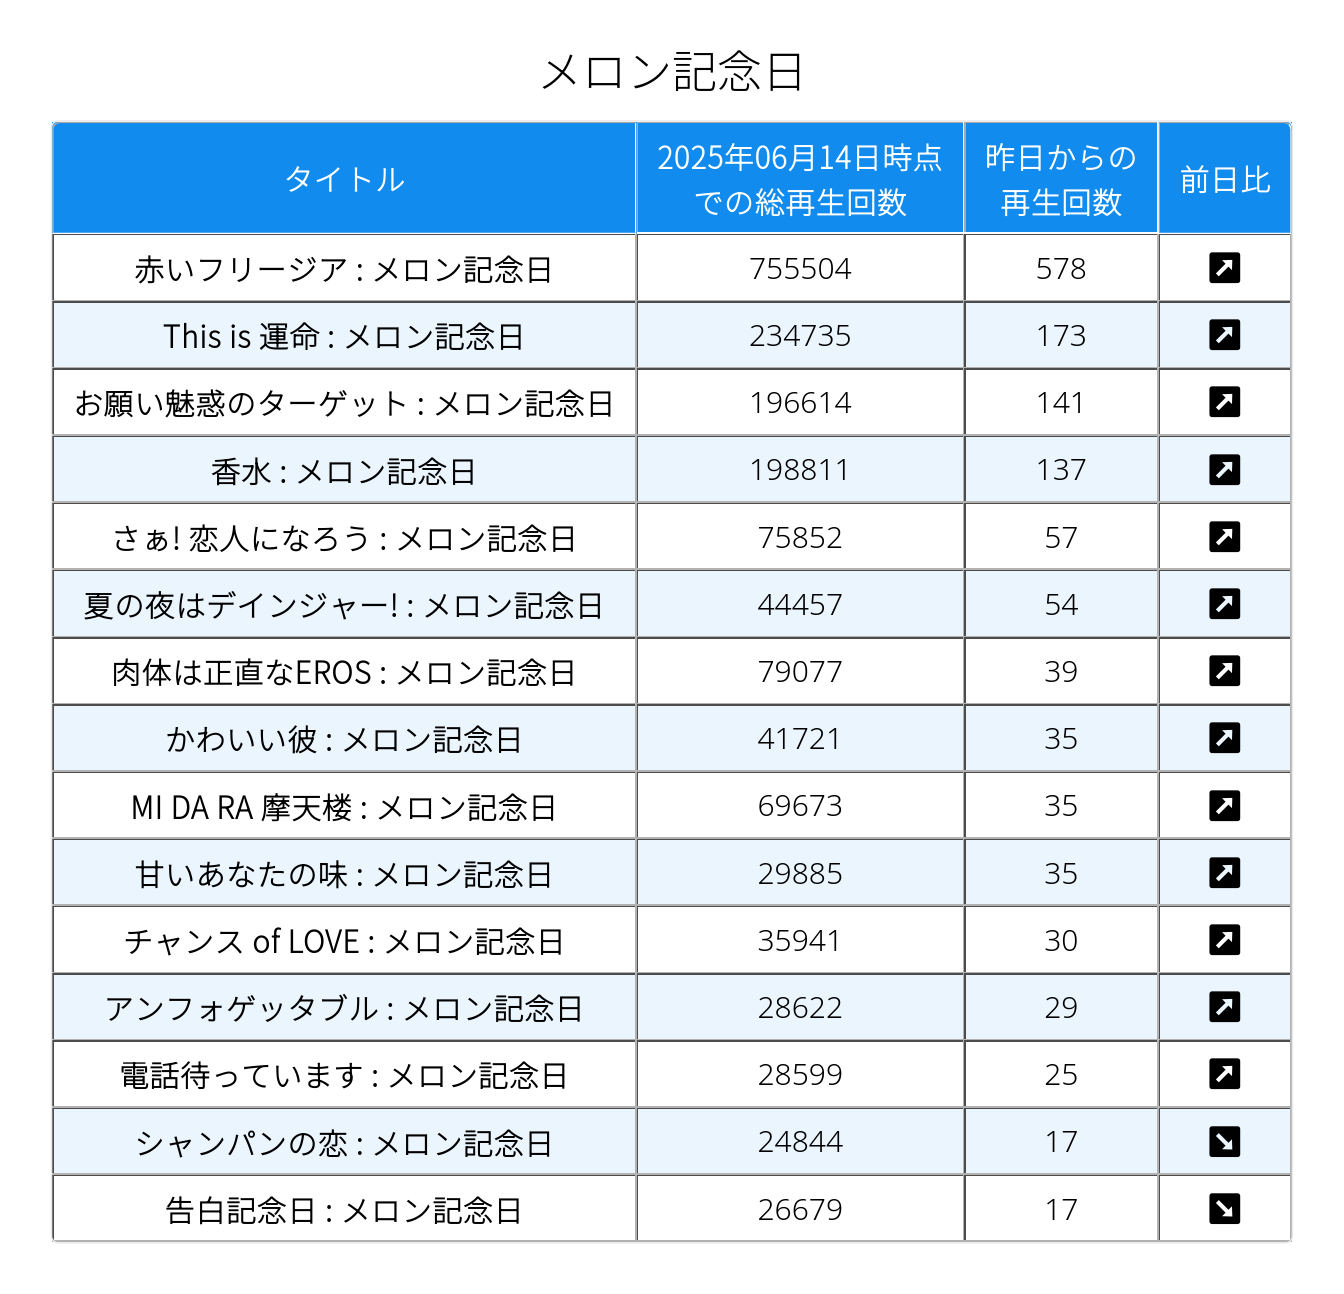 メロン記念日
タイトル
2025年06月14日時点
での総再生回数
昨日からの
再生回数
前日比
赤いフリージア : メロン記念日 755504 578 ↗
This is 運命 : メロン記念日 234735 173 ↗
お願い魅惑のターゲット : メロン記念日 196614 141 ↗
香水 : メロン記念日 198811 137 ↗
さぁ! 恋人になろう : メロン記念日 75852 57 ↗
夏の夜はデインジャー! : メロン記念日 44457 54 ↗
肉体は正直なEROS : メロン記念日 79077 39 ↗
かわいい彼 : メロン記念日 41721 35 ↗
MI DA RA 摩天楼 : メロン記念日 69673 35 ↗
甘いあなたの味 : メロン記念日 29885 35 ↗
チャンス of LOVE : メロン記念日 35941 30 ↗
アンフォゲッタブル : メロン記念日 28622 29 ↗
電話待っています : メロン記念日 28599 25 ↗
シャンパンの恋 : メロン記念日 24844 17 ↘
告白記念日 : メロン記念日 26679 17 ↘